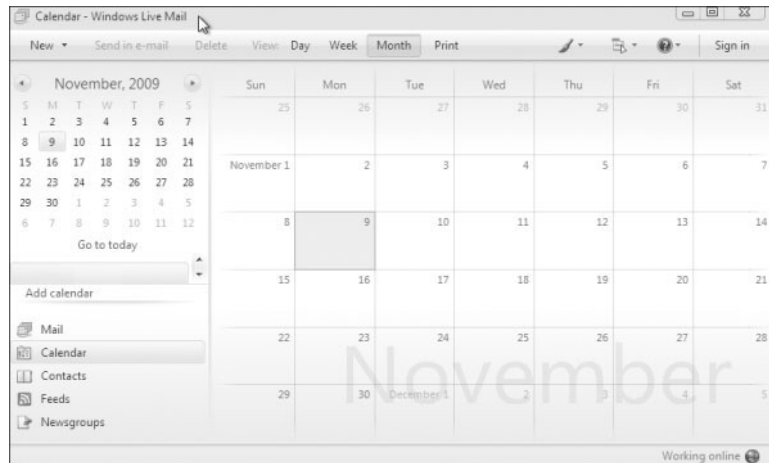 Calendar - Windows Live Mail
New Send in e-mail Delete View: Day Week Month Print Sign in
November, 2009
S M T W T F S
1 2 3 4 5 6 7
8 9 10 11 12 13 14
15 16 17 18 19 20 21
22 23 24 25 26 27 28
29 30 1 2 3 4 5
6 7 8 9 10 11 12
Go to today
Add calendar
Mail
Calendar
Contacts
Feeds
Newsgroups
Sun Mon Tue Wed Thu Fri Sat
25 26 27 28 29 30 31
November 1 2 3 4 5 6 7
8 9 10 11 12 13 14
15 16 17 18 19 20 21
22 23 24 25 26 27 28
29 30 December 1 2 3 4 5
November
Working online